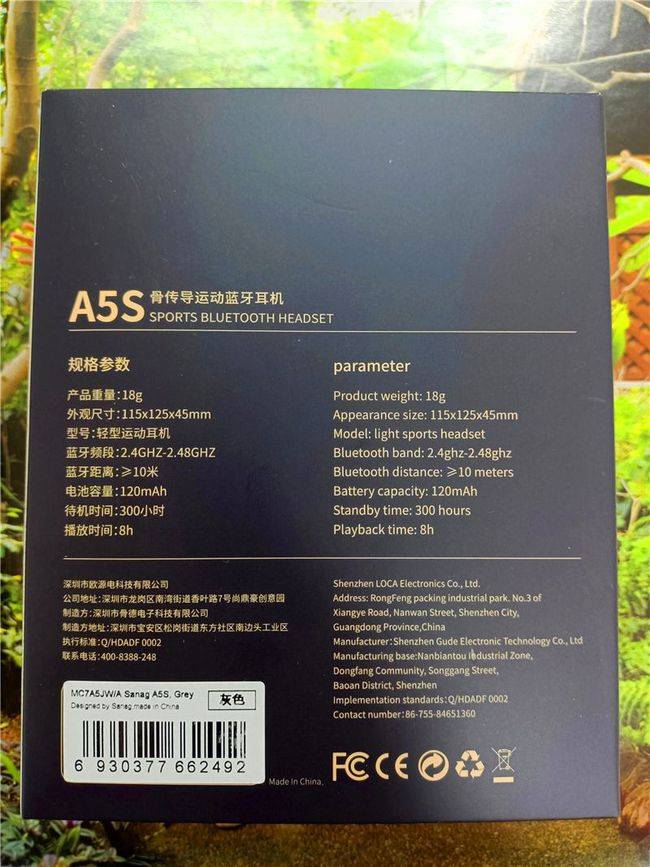 A5S 骨传导运动蓝牙耳机
SPORTS BLUETOOTH HEADSET
规格参数
产品重量:18g
外观尺寸:115x125x45mm
型号:轻型运动耳机
蓝牙频段:2.4GHZ-2.48GHZ
蓝牙距离:≥10米
电池容量:120mAh
待机时间:300小时
播放时间:8h
parameter
Product weight: 18g
Appearance size: 115x125x45mm
Model: light sports headset
Bluetooth band: 2.4ghz-2.48ghz
Bluetooth distance: ≥10 meters
Battery capacity: 120mAh
Standby time: 300 hours
Playback time: 8h
深圳市欧源电科技有限公司
公司地址:深圳市龙岗区南湾街道香叶路7号尚鼎豪创意园
制造方:深圳市骨德电子科技有限公司
制造方地址:深圳市宝安区松岗街道东方社区南边头工业区
执行标准:Q/HDADF 0002
联系电话:400-8388-248
Shenzhen LOCA Electronics Co., Ltd.
Address: RongFeng packing industrial park. No.3 of
Xiangye Road, Nanwan Street, Shenzhen City,
Guangdong Province,China
Manufacturer:Shenzhen Gude Electronic Technology Co., Ltd
Manufacturing base:Nanbiantou Industrial Zone,
Dongfang Community, Songgang Street,
Baoan District, Shenzhen
Implementation standards:Q/HDADF 0002
Contact number:86-755-84651360
MC7A5JW/A Sanag A5S, Grey
Designed by Sanag,made in China
灰色
6 930377 662492
Made In China.
FC CE